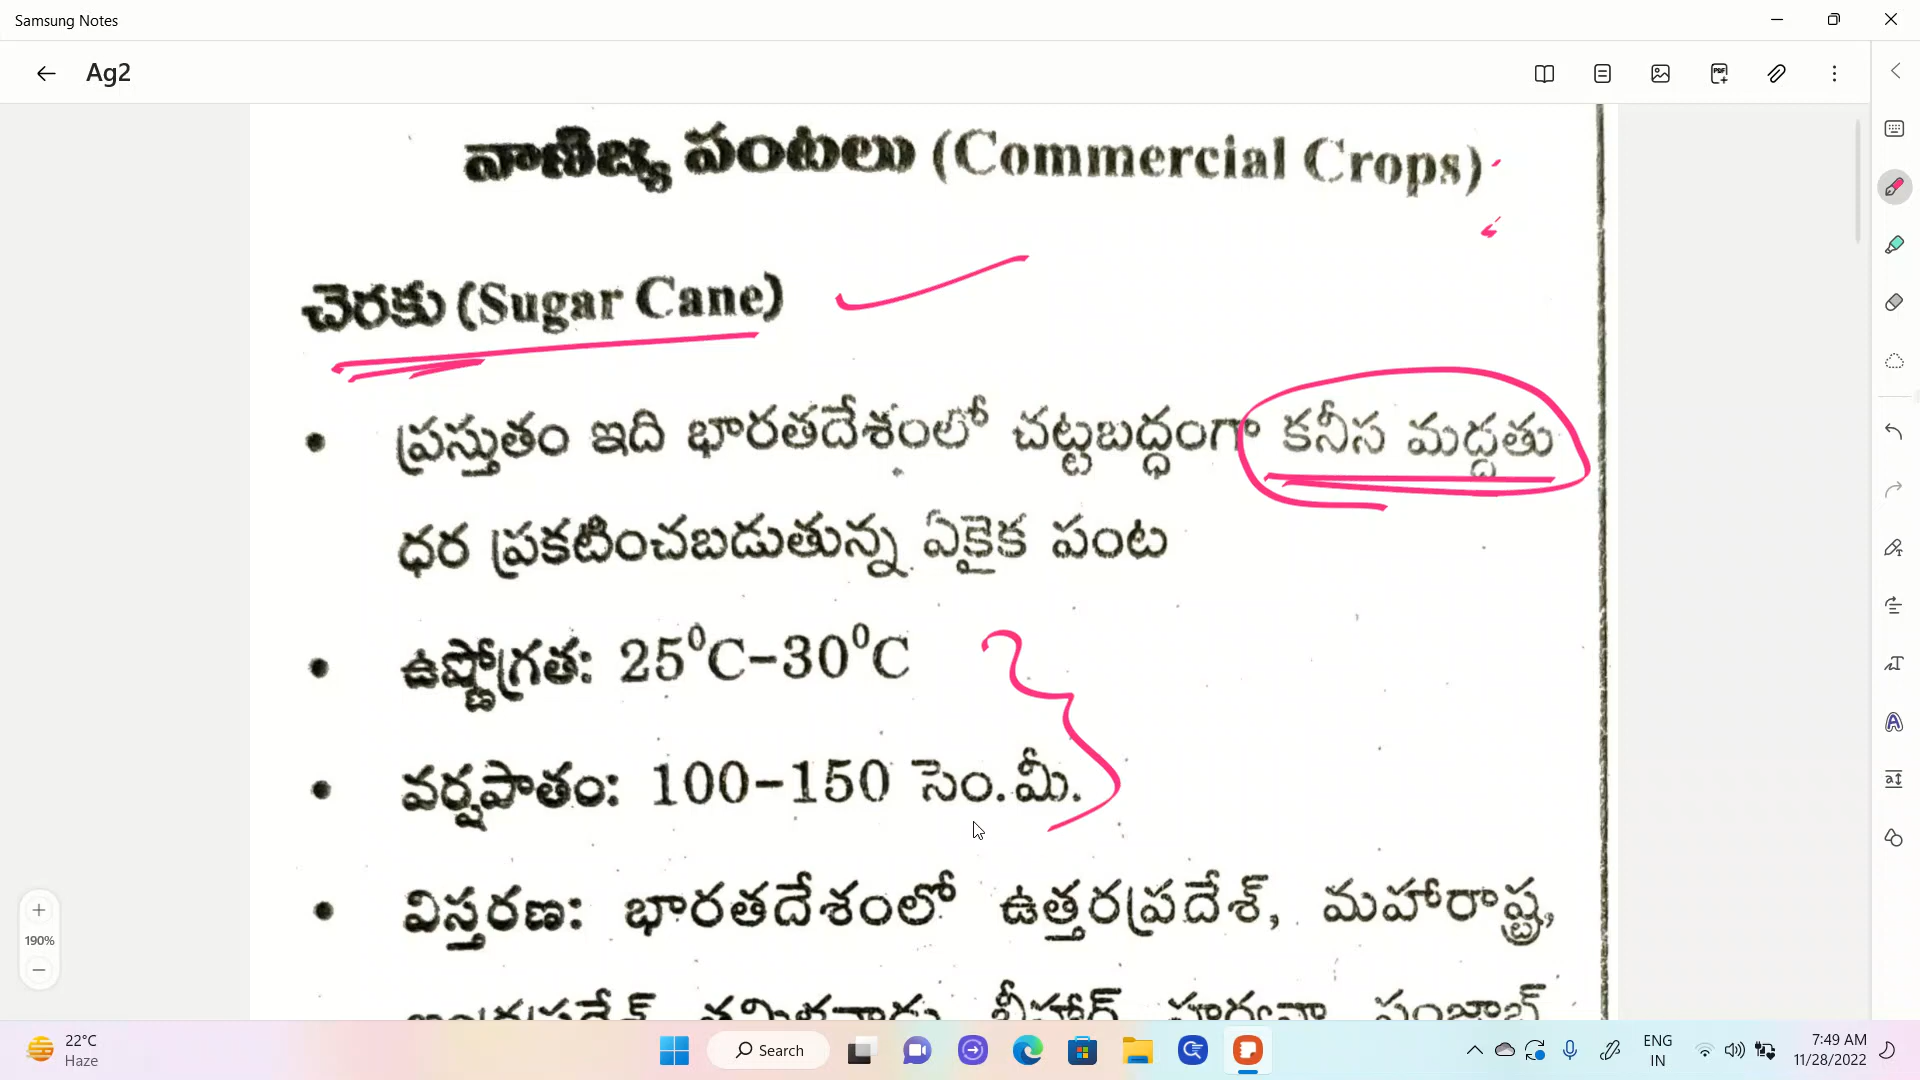 Samsung Notes
Ag2
వాణిజ్య పంటలు (Commercial Crops)
చెరకు (Sugar Cane)
• ప్రస్తుతం ఇది భారతదేశంలో చట్టబద్ధంగా కనీస మద్దతు
ధర ప్రకటించబడుతున్న ఏకైక పంట
• ఉష్ణోగ్రత: 25⁰C-30⁰C
• వర్షపాతం: 100-150 సెం.మీ.
• విస్తరణ: భారతదేశంలో ఉత్తరప్రదేశ్, మహారాష్ట్ర,
190%
22°C
Haze
Search
ENG
IN
7:49 AM
11/28/2022